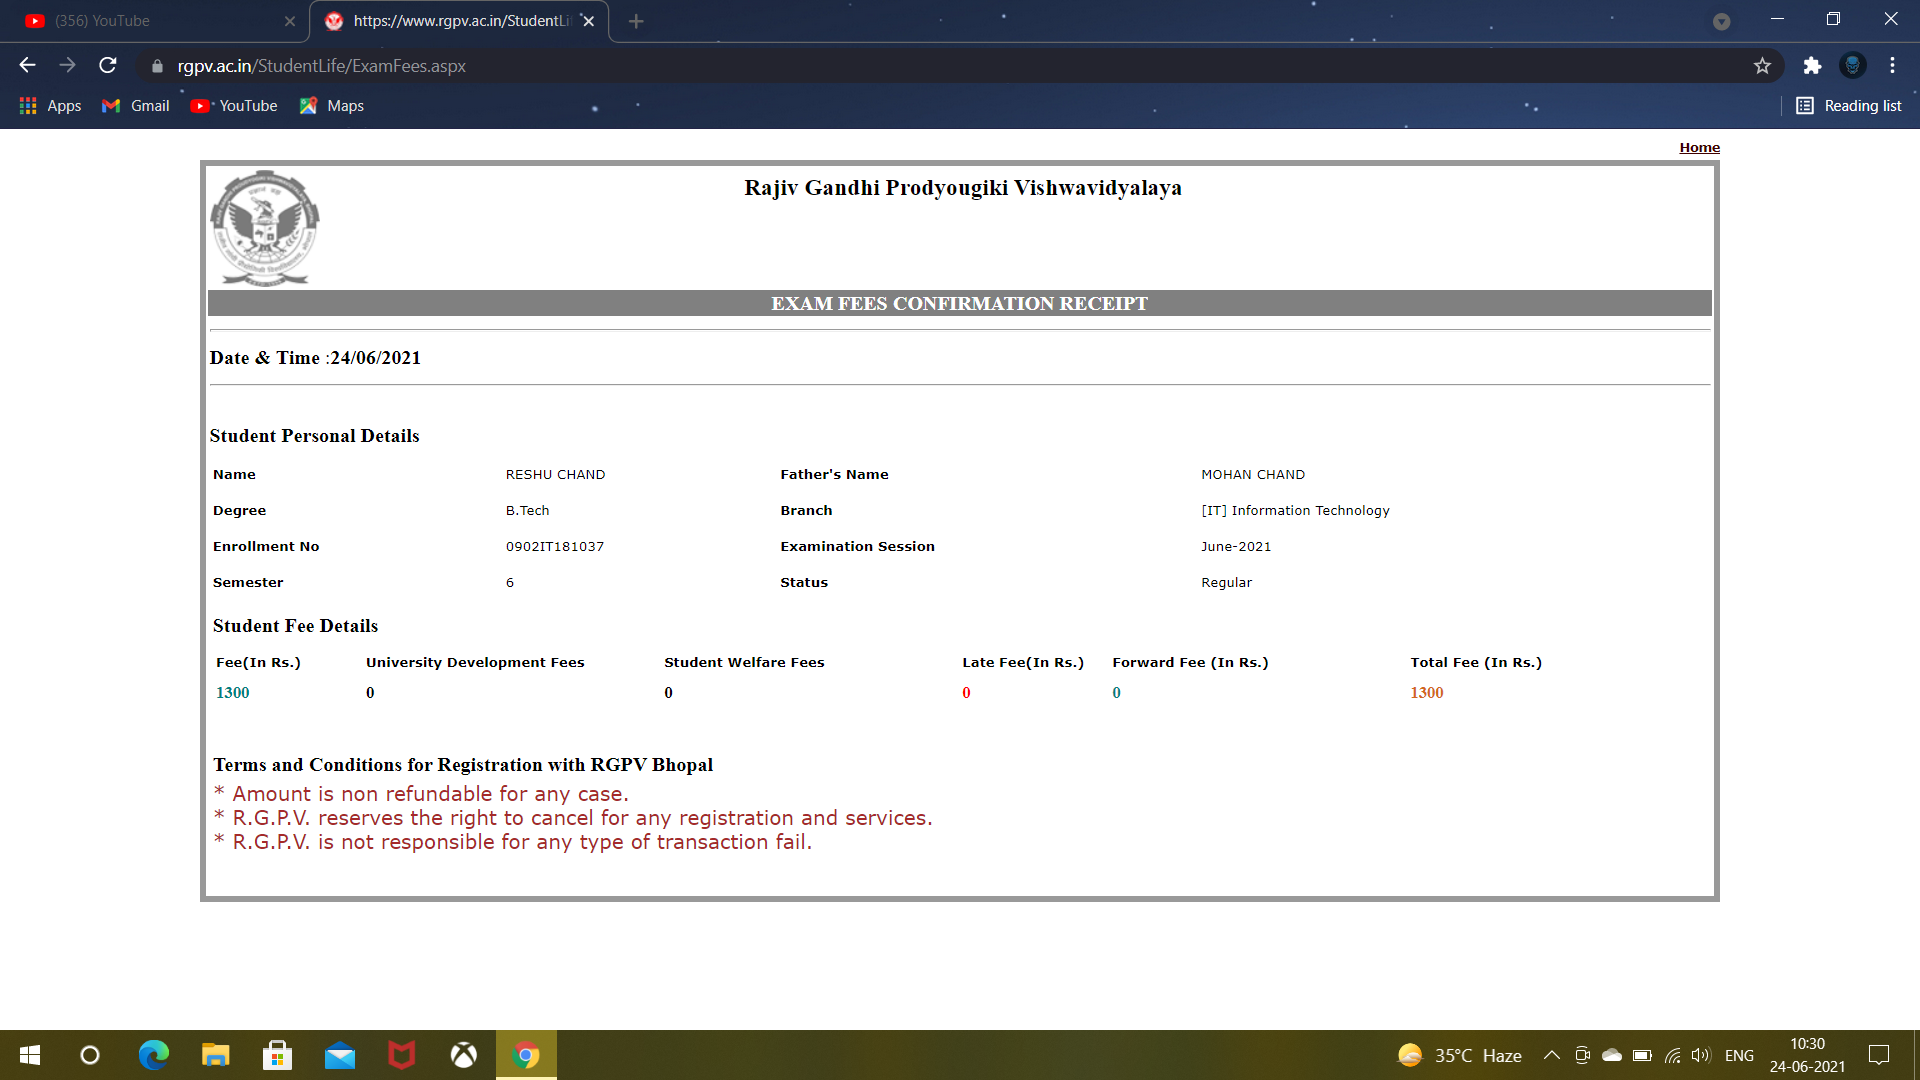 (356) YouTube
https://www.rgpv.ac.in/StudentLi
rgpv.ac.in/StudentLife/ExamFees.aspx
Apps Gmail YouTube Maps Reading list
Home
Rajiv Gandhi Prodyougiki Vishwavidyalaya
EXAM FEES CONFIRMATION RECEIPT
Date & Time :24/06/2021
Student Personal Details
Name RESHU CHAND Father's Name MOHAN CHAND
Degree B.Tech Branch [IT] Information Technology
Enrollment No 0902IT181037 Examination Session June-2021
Semester 6 Status Regular
Student Fee Details
Fee(In Rs.) University Development Fees Student Welfare Fees Late Fee(In Rs.) Forward Fee (In Rs.) Total Fee (In Rs.)
1300 0 0 0 0 1300
Terms and Conditions for Registration with RGPV Bhopal
* Amount is non refundable for any case.
* R.G.P.V. reserves the right to cancel for any registration and services.
* R.G.P.V. is not responsible for any type of transaction fail.
35°C Haze ENG 10:30
24-06-2021